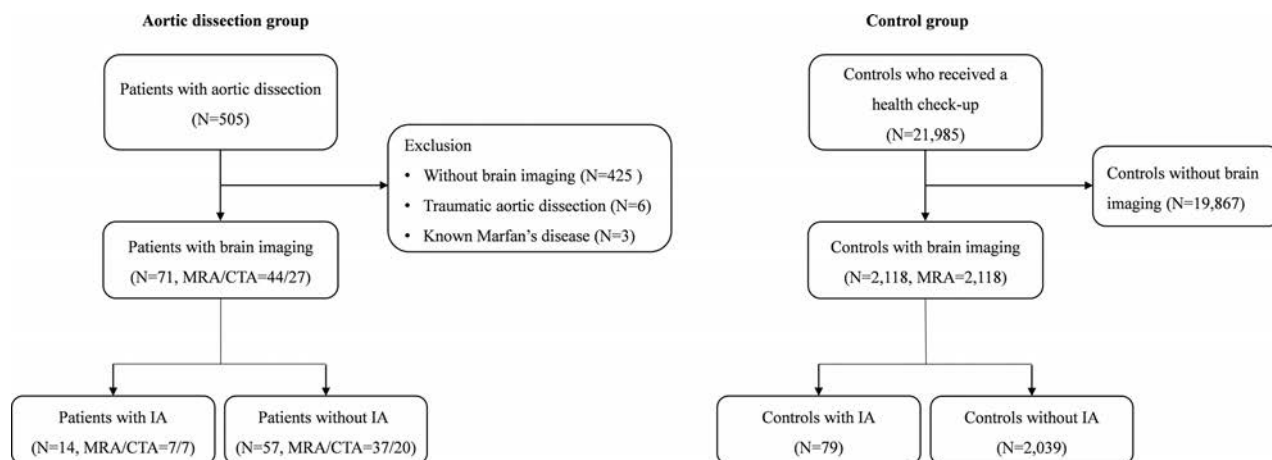 Aortic dissection group
Patients with aortic dissection
(N=505)
Exclusion
• Without brain imaging (N=425 )
• Traumatic aortic dissection (N=6)
• Known Marfan's disease (N=3)
Patients with brain imaging
(N=71, MRA/CTA=44/27)
Patients with IA
(N=14, MRA/CTA=7/7)
Patients without IA
(N=57, MRA/CTA=37/20)
Control group
Controls who received a
health check-up
(N=21,985)
Controls without brain
imaging (N=19,867)
Controls with brain imaging
(N=2,118, MRA=2,118)
Controls with IA
(N=79)
Controls without IA
(N=2,039)